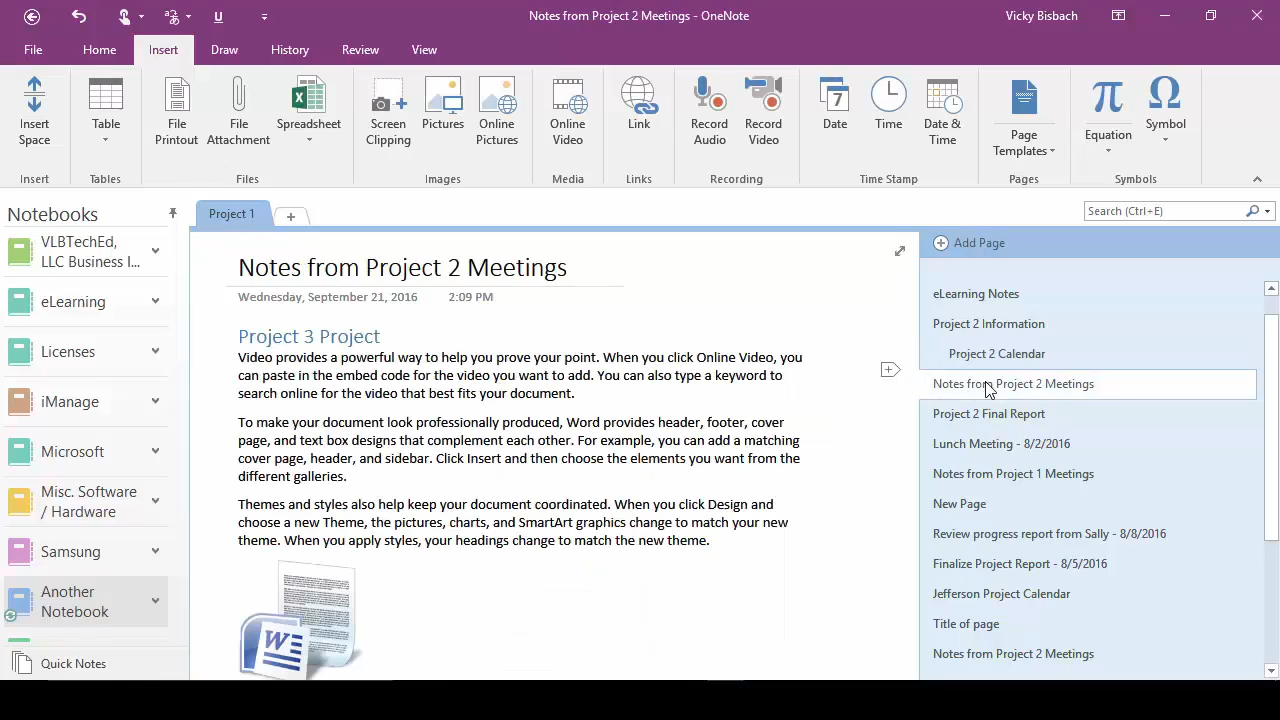 Notes from Project 2 Meetings - OneNote
Vicky Bisbach
File Home Insert Draw History Review View
Insert Space
Table
File Printout
File Attachment
Spreadsheet
Screen Clipping
Pictures
Online Pictures
Online Video
Link
Record Audio
Record Video
Date
Time
Date & Time
Page Templates
Equation
Symbol
Insert Tables Files Images Media Links Recording Time Stamp Pages Symbols
Notebooks
VLBTechEd,
LLC Business I...
eLearning
Licenses
iManage
Microsoft
Misc. Software
/ Hardware
Samsung
Another
Notebook
Quick Notes
Project 1
Search (Ctrl+E)
Notes from Project 2 Meetings
Wednesday, September 21, 2016 2:09 PM
Project 3 Project
Video provides a powerful way to help you prove your point. When you click Online Video, you
can paste in the embed code for the video you want to add. You can also type a keyword to
search online for the video that best fits your document.
To make your document look professionally produced, Word provides header, footer, cover
page, and text box designs that complement each other. For example, you can add a matching
cover page, header, and sidebar. Click Insert and then choose the elements you want from the
different galleries.
Themes and styles also help keep your document coordinated. When you click Design and
choose a new Theme, the pictures, charts, and SmartArt graphics change to match your new
theme. When you apply styles, your headings change to match the new theme.
W
Add Page
eLearning Notes
Project 2 Information
Project 2 Calendar
Notes from Project 2 Meetings
Project 2 Final Report
Lunch Meeting - 8/2/2016
Notes from Project 1 Meetings
New Page
Review progress report from Sally - 8/8/2016
Finalize Project Report - 8/5/2016
Jefferson Project Calendar
Title of page
Notes from Project 2 Meetings